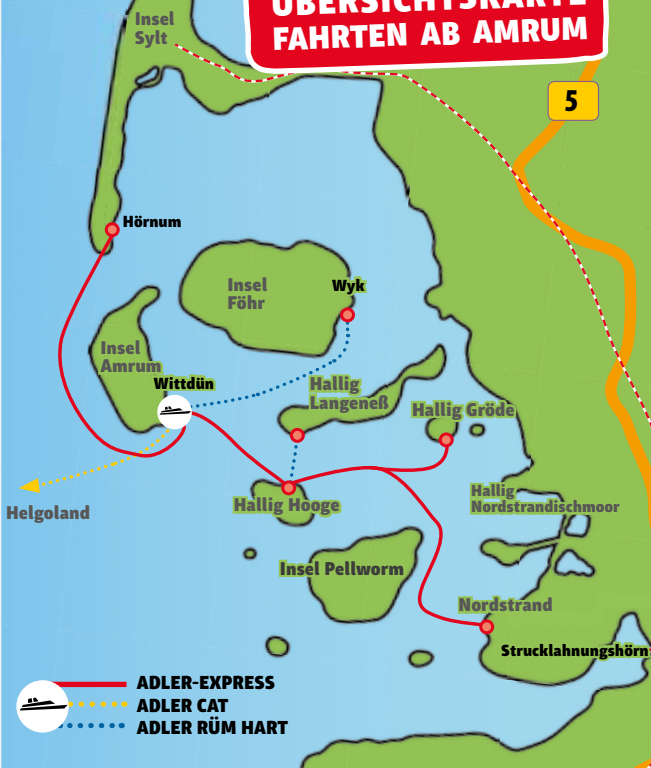 ÜBERSICHTSKARTE
FAHRTEN AB AMRUM
Insel
Sylt
5
Hörnum
Insel
Föhr
Wyk
Insel
Amrum
Wittdün
Hallig
Langeneß
Hallig Gröde
Helgoland
Hallig Hooge
Hallig
Nordstrandischmoor
Insel Pellworm
Nordstrand
Strucklahnungshörn
ADLER-EXPRESS
ADLER CAT
ADLER RÜM HART